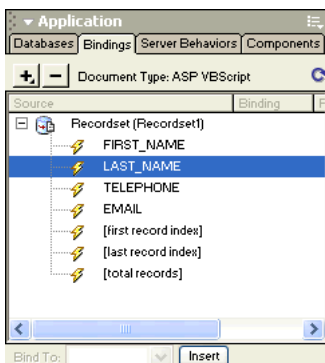 Application
Databases Bindings Server Behaviors Components
Document Type: ASP VBScript
Source Binding
Recordset (Recordset1)
FIRST_NAME
LAST_NAME
TELEPHONE
EMAIL
[first record index]
[last record index]
[total records]
Bind To: Insert